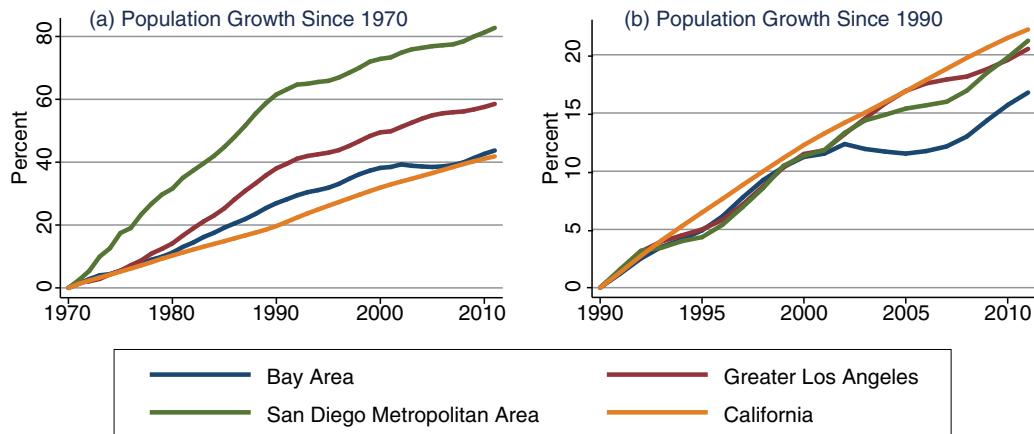 (a) Population Growth Since 1970
Percent
80
60
40
20
0
1970 1980 1990 2000 2010
(b) Population Growth Since 1990
Percent
20
15
10
5
0
1990 1995 2000 2005 2010
Bay Area Greater Los Angeles
San Diego Metropolitan Area California